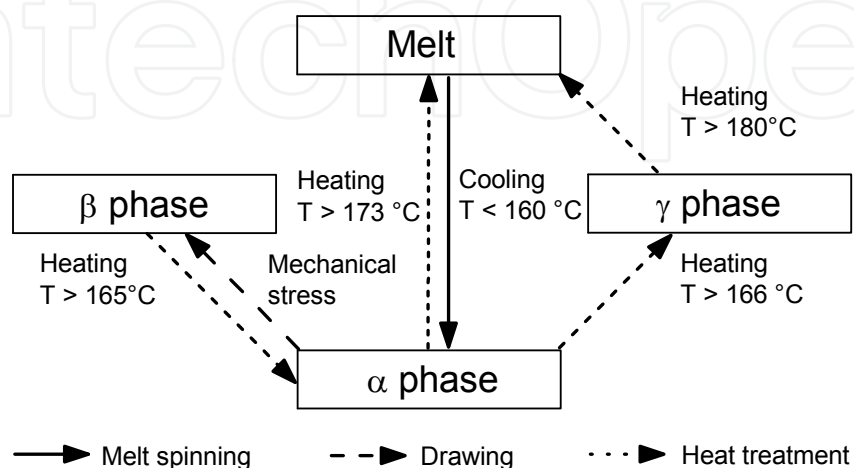 Melt
Heating
T > 180°C
β phase
Heating
T > 173 °C
Cooling
T < 160 °C
γ phase
Heating
T > 165°C
Mechanical
stress
Heating
T > 166 °C
α phase
Melt spinning
Drawing
Heat treatment